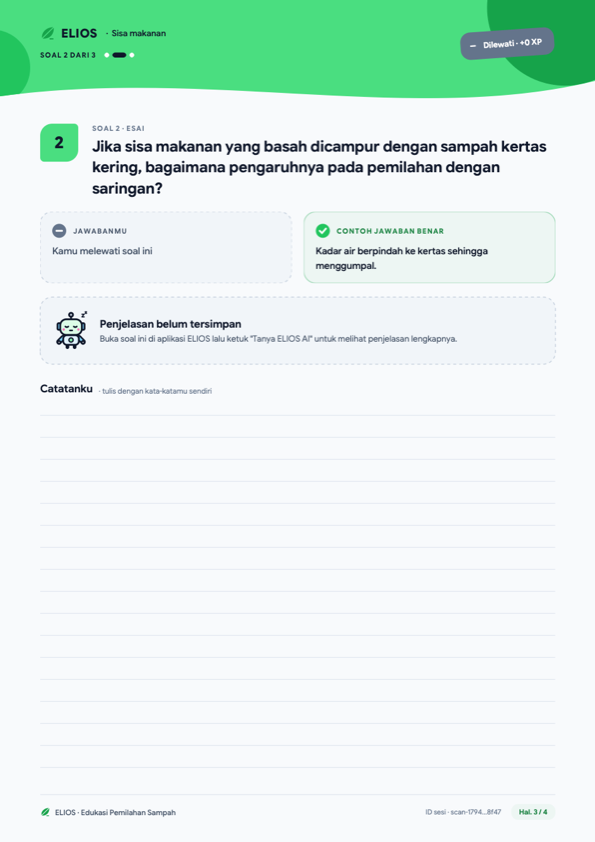 ELIOS · Sisa makanan
SOAL 2 DARI 3
– Dilewati · +0 XP
2
SOAL 2 · ESAI
Jika sisa makanan yang basah dicampur dengan sampah kertas
kering, bagaimana pengaruhnya pada pemilahan dengan
saringan?
JAWABANMU
Kamu melewati soal ini
CONTOH JAWABAN BENAR
Kadar air berpindah ke kertas sehingga
menggumpal.
z z
Penjelasan belum tersimpan
Buka soal ini di aplikasi ELIOS lalu ketuk "Tanya ELIOS AI" untuk melihat penjelasan lengkapnya.
Catatanku · tulis dengan kata-katamu sendiri
ELIOS · Edukasi Pemilahan Sampah
ID sesi · scan-1794...8f47
Hal. 3 / 4